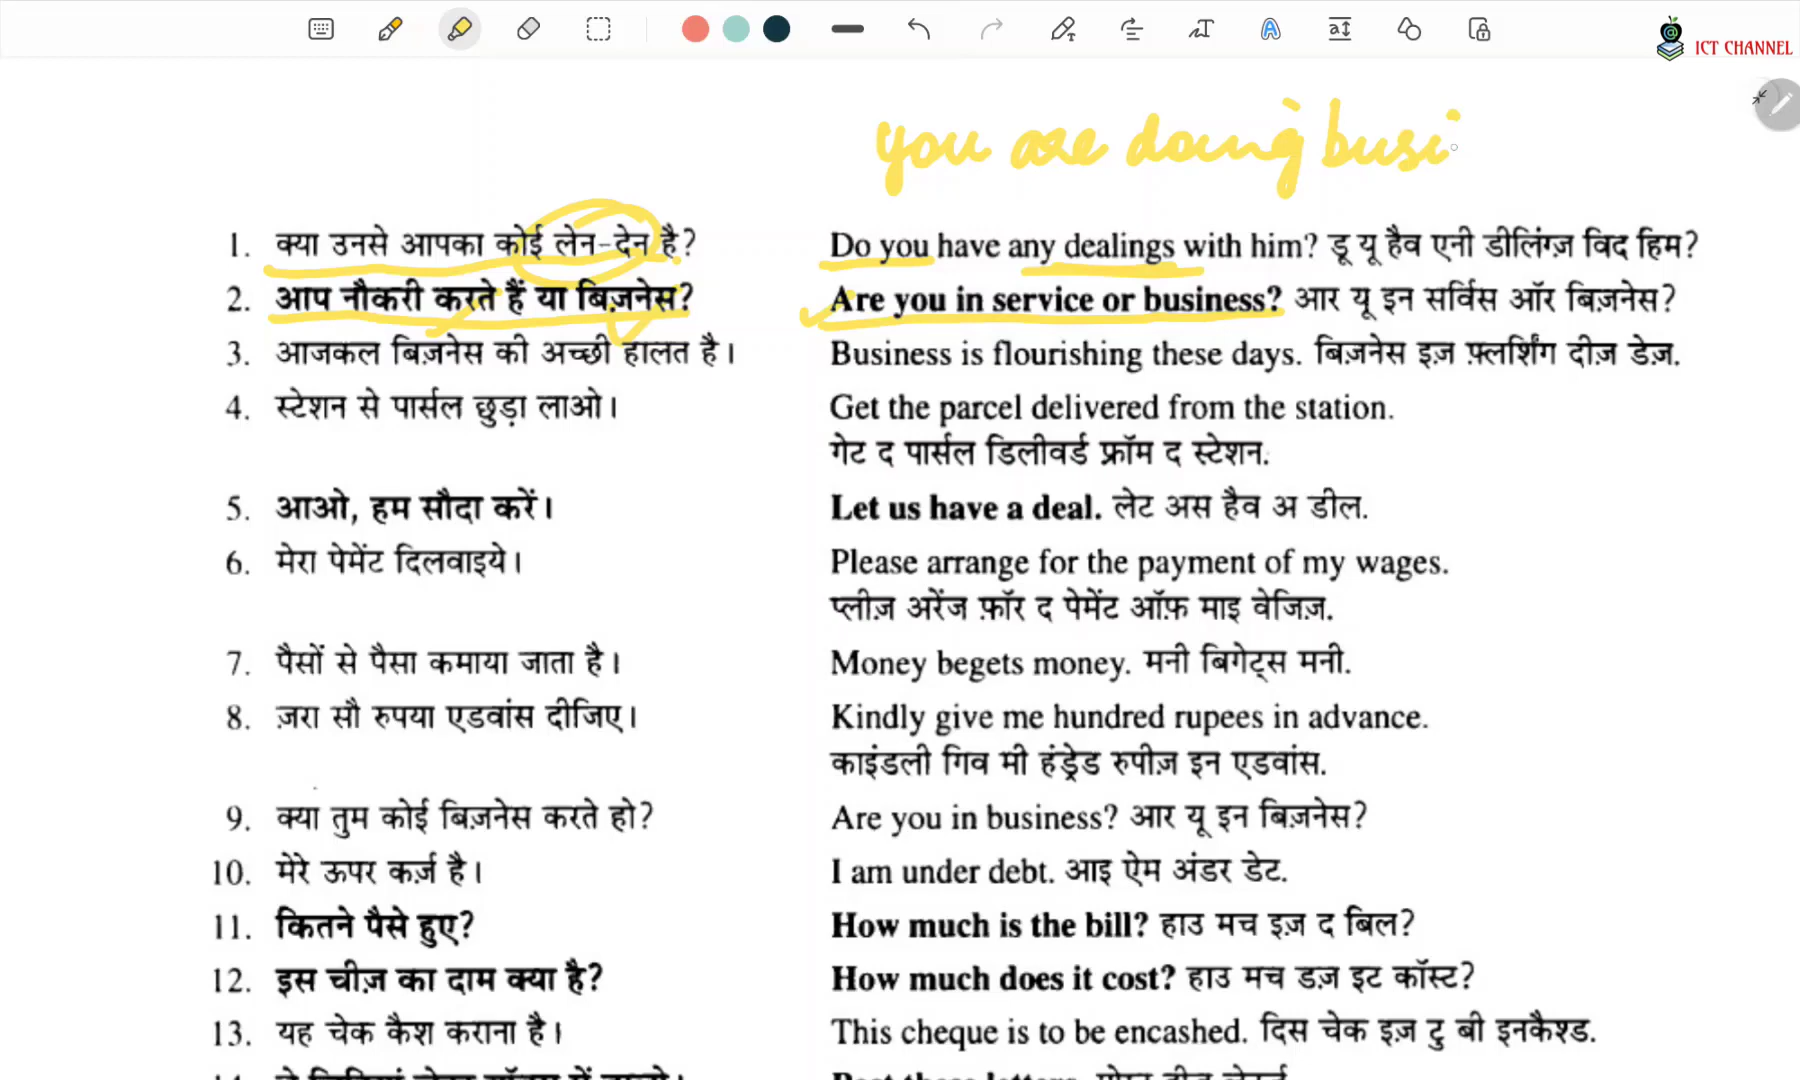 ICT CHANNEL
you are doing busi
1. क्या उनसे आपका कोई लेन-देन है? Do you have any dealings with him? डू यू हैव एनी डीलिंग्ज़ विद हिम?
2. आप नौकरी करते हैं या बिज़नेस? Are you in service or business? आर यू इन सर्विस ऑर बिज़नेस?
3. आजकल बिज़नेस की अच्छी हालत है। Business is flourishing these days. बिज़नेस इज़ फ़्लरिशिंग दीज़ डेज़.
4. स्टेशन से पार्सल छुड़ा लाओ। Get the parcel delivered from the station.
गेट द पार्सल डिलीवर्ड फ्रॉम द स्टेशन.
5. आओ, हम सौदा करें। Let us have a deal. लेट अस हैव अ डील.
6. मेरा पेमेंट दिलवाइये। Please arrange for the payment of my wages.
प्लीज़ अरेंज फ़ॉर द पेमेंट ऑफ़ माइ वेजिज़.
7. पैसों से पैसा कमाया जाता है। Money begets money. मनी बिगेट्स मनी.
8. ज़रा सौ रुपया एडवांस दीजिए। Kindly give me hundred rupees in advance.
काइंडली गिव मी हंड्रेड रुपीज़ इन एडवांस.
9. क्या तुम कोई बिज़नेस करते हो? Are you in business? आर यू इन बिज़नेस?
10. मेरे ऊपर कर्ज़ है। I am under debt. आइ ऐम अंडर डेट.
11. कितने पैसे हुए? How much is the bill? हाउ मच इज़ द बिल?
12. इस चीज़ का दाम क्या है? How much does it cost? हाउ मच डज़ इट कॉस्ट?
13. यह चेक कैश कराना है। This cheque is to be encashed. दिस चेक इज़ टु बी इनकैश्ड.